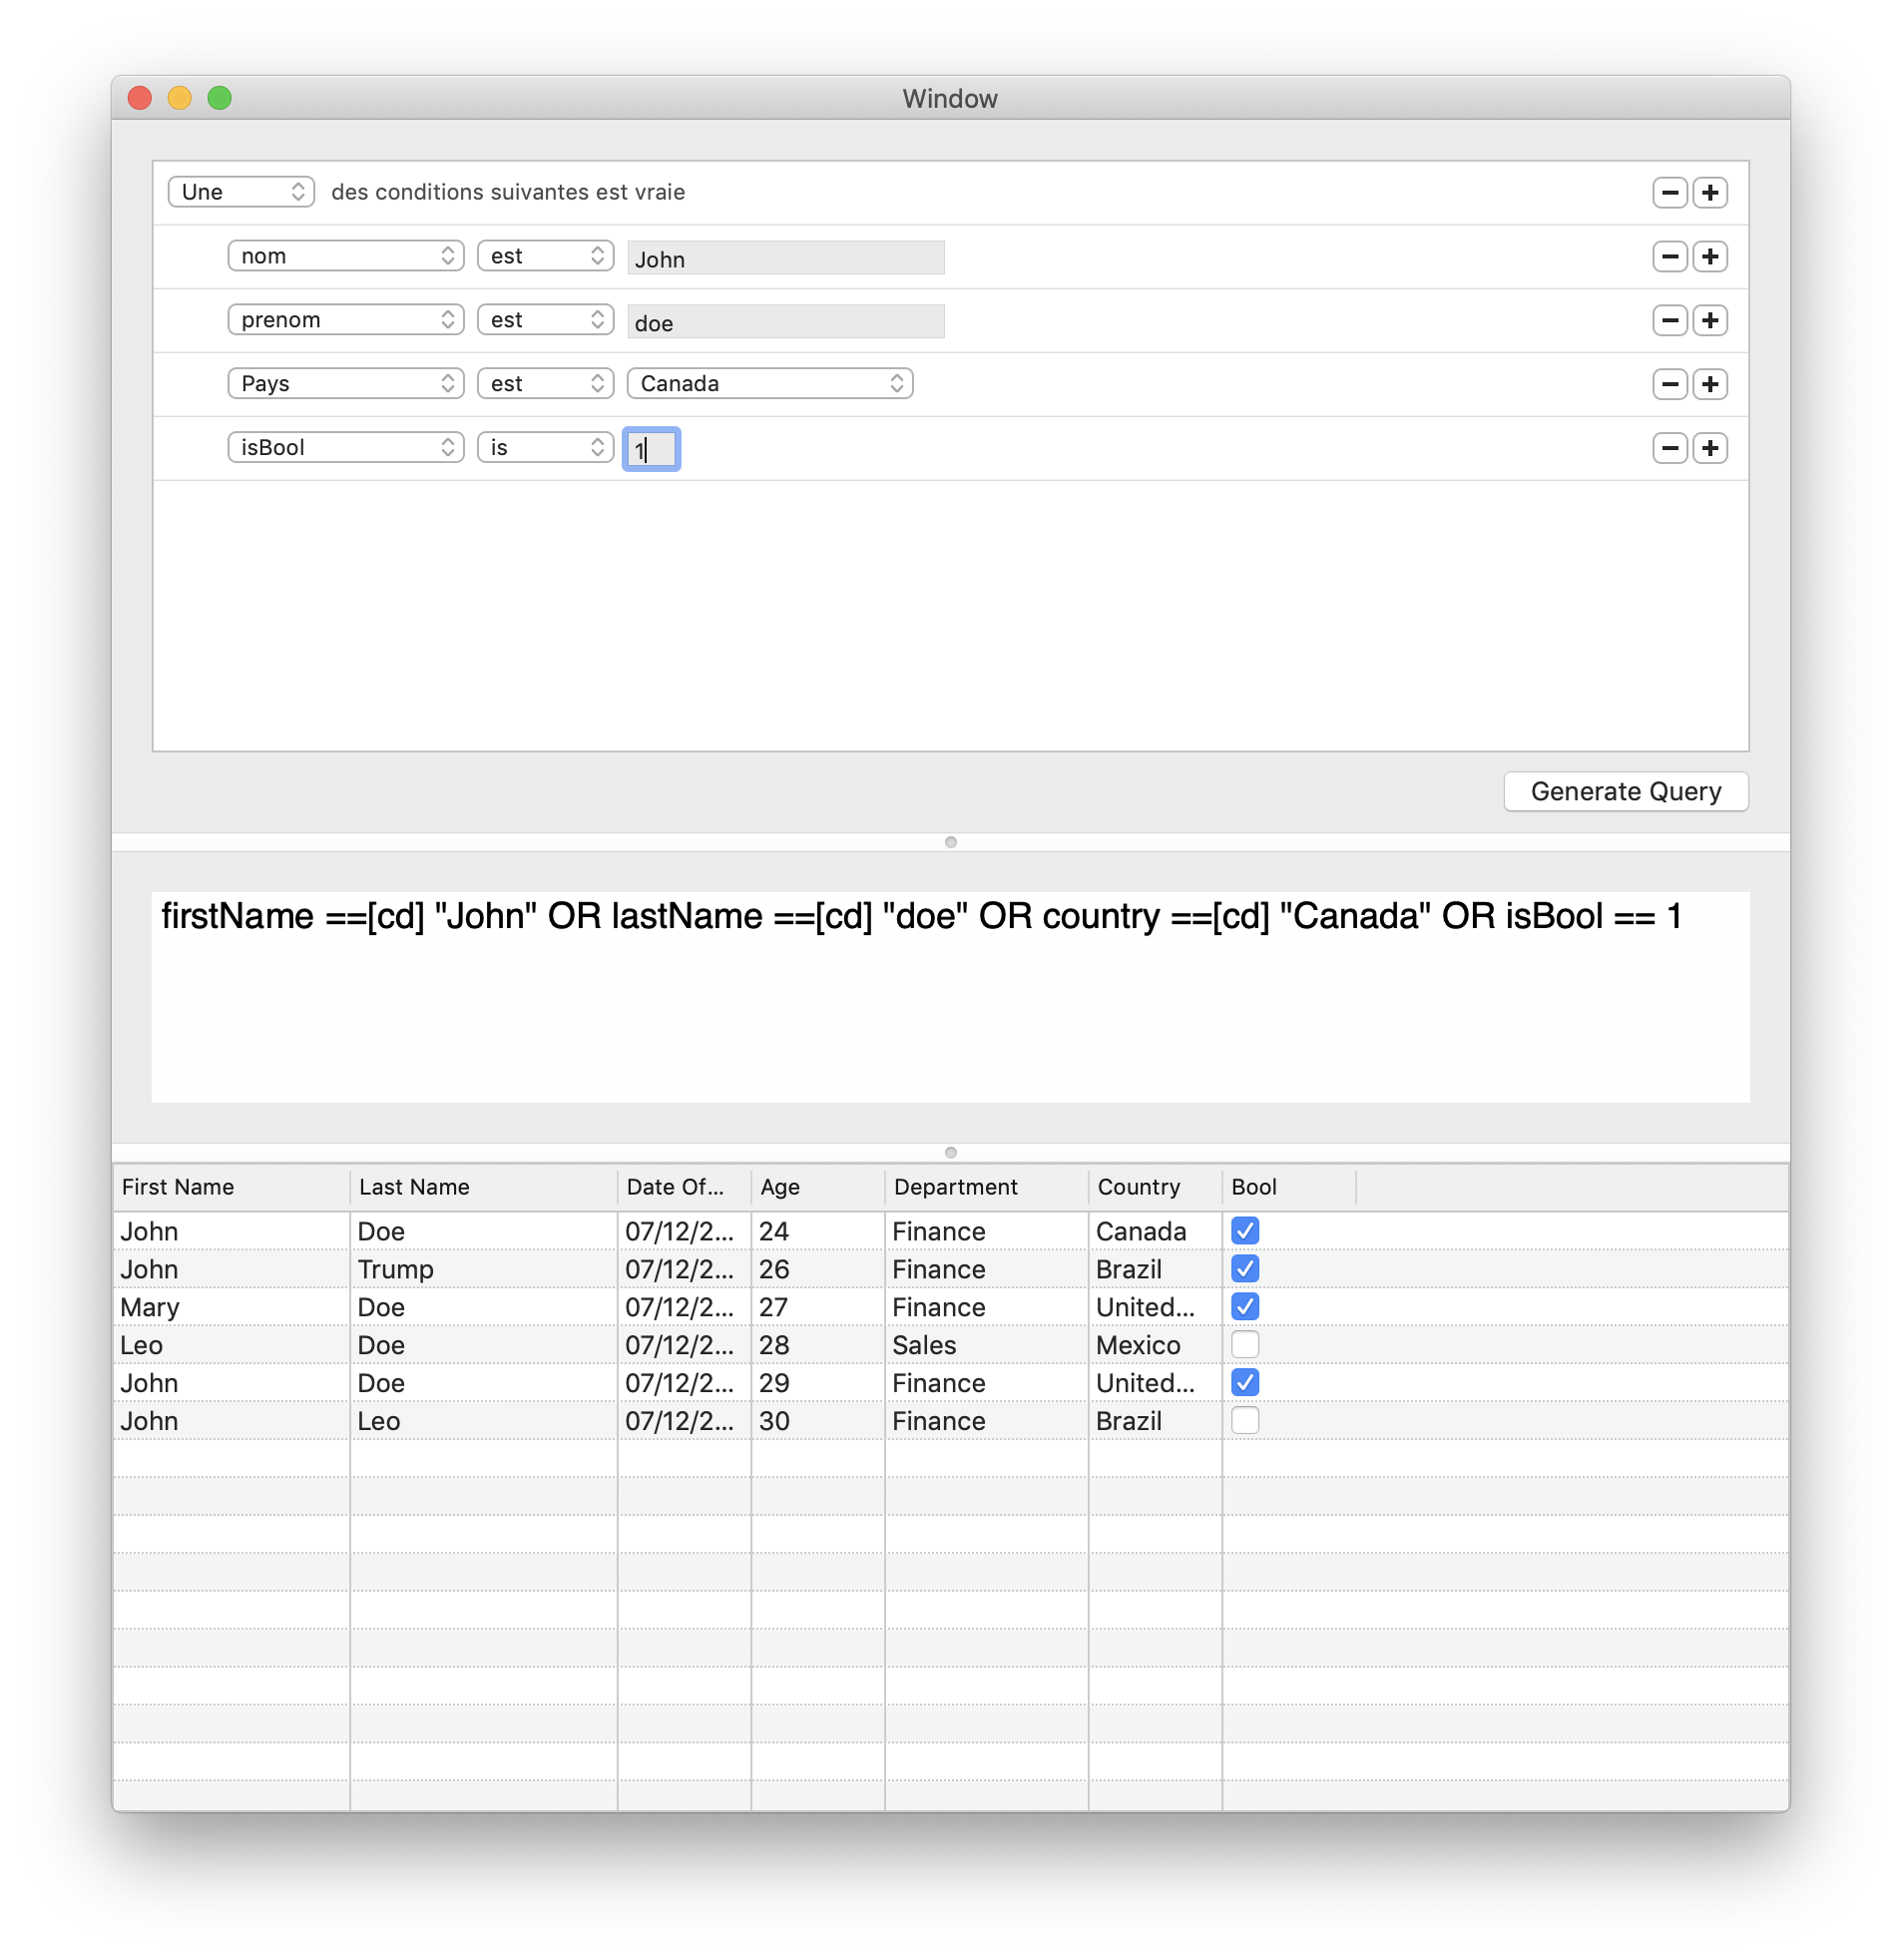 Window
Une des conditions suivantes est vraie
nom est John
prenom est doe
Pays est Canada
isBool is 1
Generate Query
firstName ==[cd] "John" OR lastName ==[cd] "doe" OR country ==[cd] "Canada" OR isBool == 1
First Name Last Name Date Of... Age Department Country Bool
John Doe 07/12/2... 24 Finance Canada
John Trump 07/12/2... 26 Finance Brazil
Mary Doe 07/12/2... 27 Finance United...
Leo Doe 07/12/2... 28 Sales Mexico
John Doe 07/12/2... 29 Finance United...
John Leo 07/12/2... 30 Finance Brazil